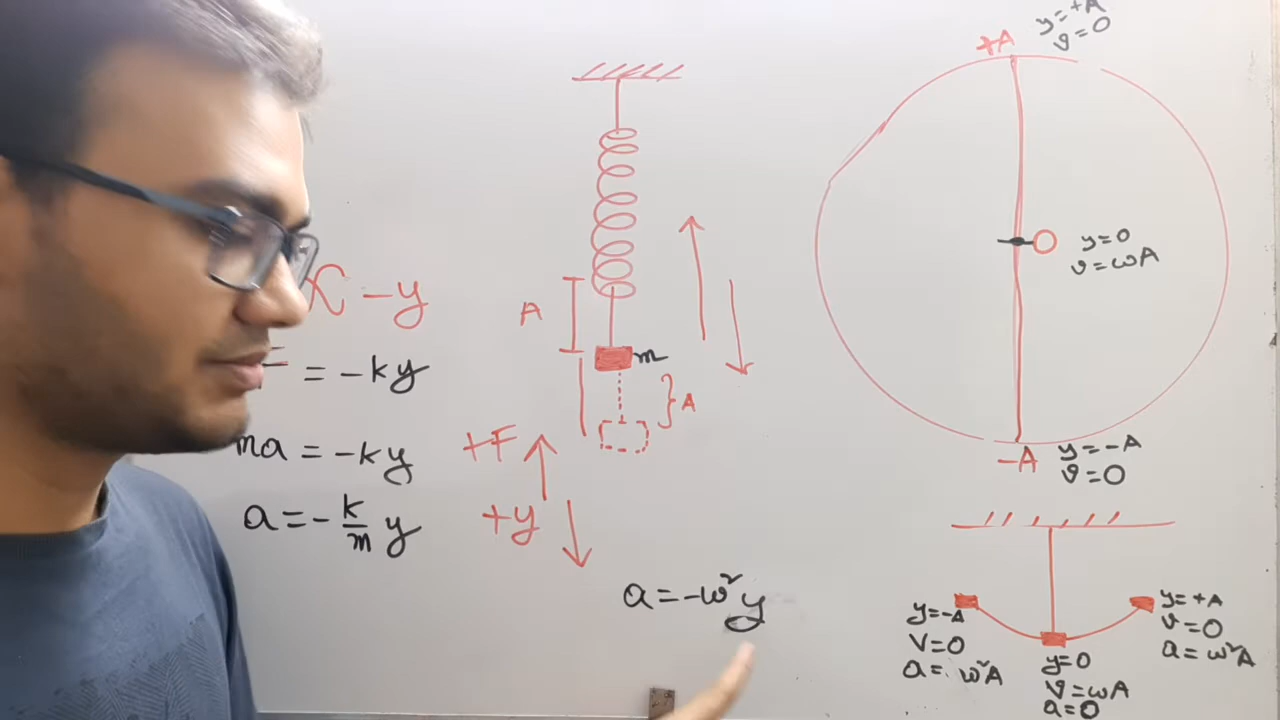 ∝ -y
F = -ky
ma = -ky
a = - k/m y
A
m
A
+F
+y
a = -ω²y
+A
y = +A
v = 0
O
y = 0
v = ωA
-A
y = -A
v = 0
y = -A
V = 0
a = ω²A
y = 0
v = ωA
a = 0
y = +A
v = 0
a = ω²A